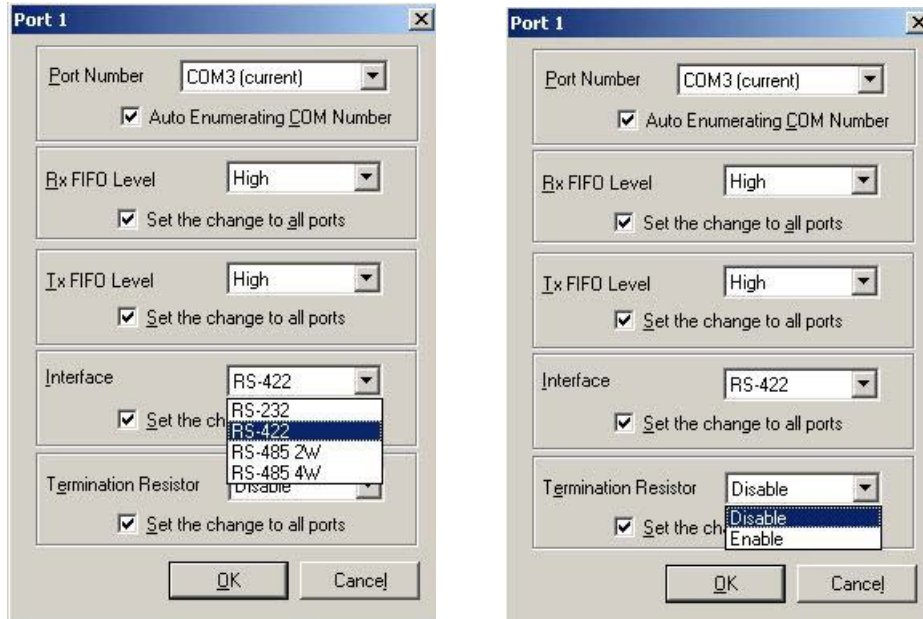 Port 1
Port Number COM3 (current)
Auto Enumerating COM Number
Rx FIFO Level High
Set the change to all ports
Tx FIFO Level High
Set the change to all ports
Interface RS-422
Set the ch
RS-232
RS-422
RS-485 2W
RS-485 4W
Termination Resistor Disable
Set the change to all ports
OK Cancel
Port 1
Port Number COM3 (current)
Auto Enumerating COM Number
Rx FIFO Level High
Set the change to all ports
Tx FIFO Level High
Set the change to all ports
Interface RS-422
Set the change to all ports
Termination Resistor Disable
Set the cha
Disable
Enable
OK Cancel